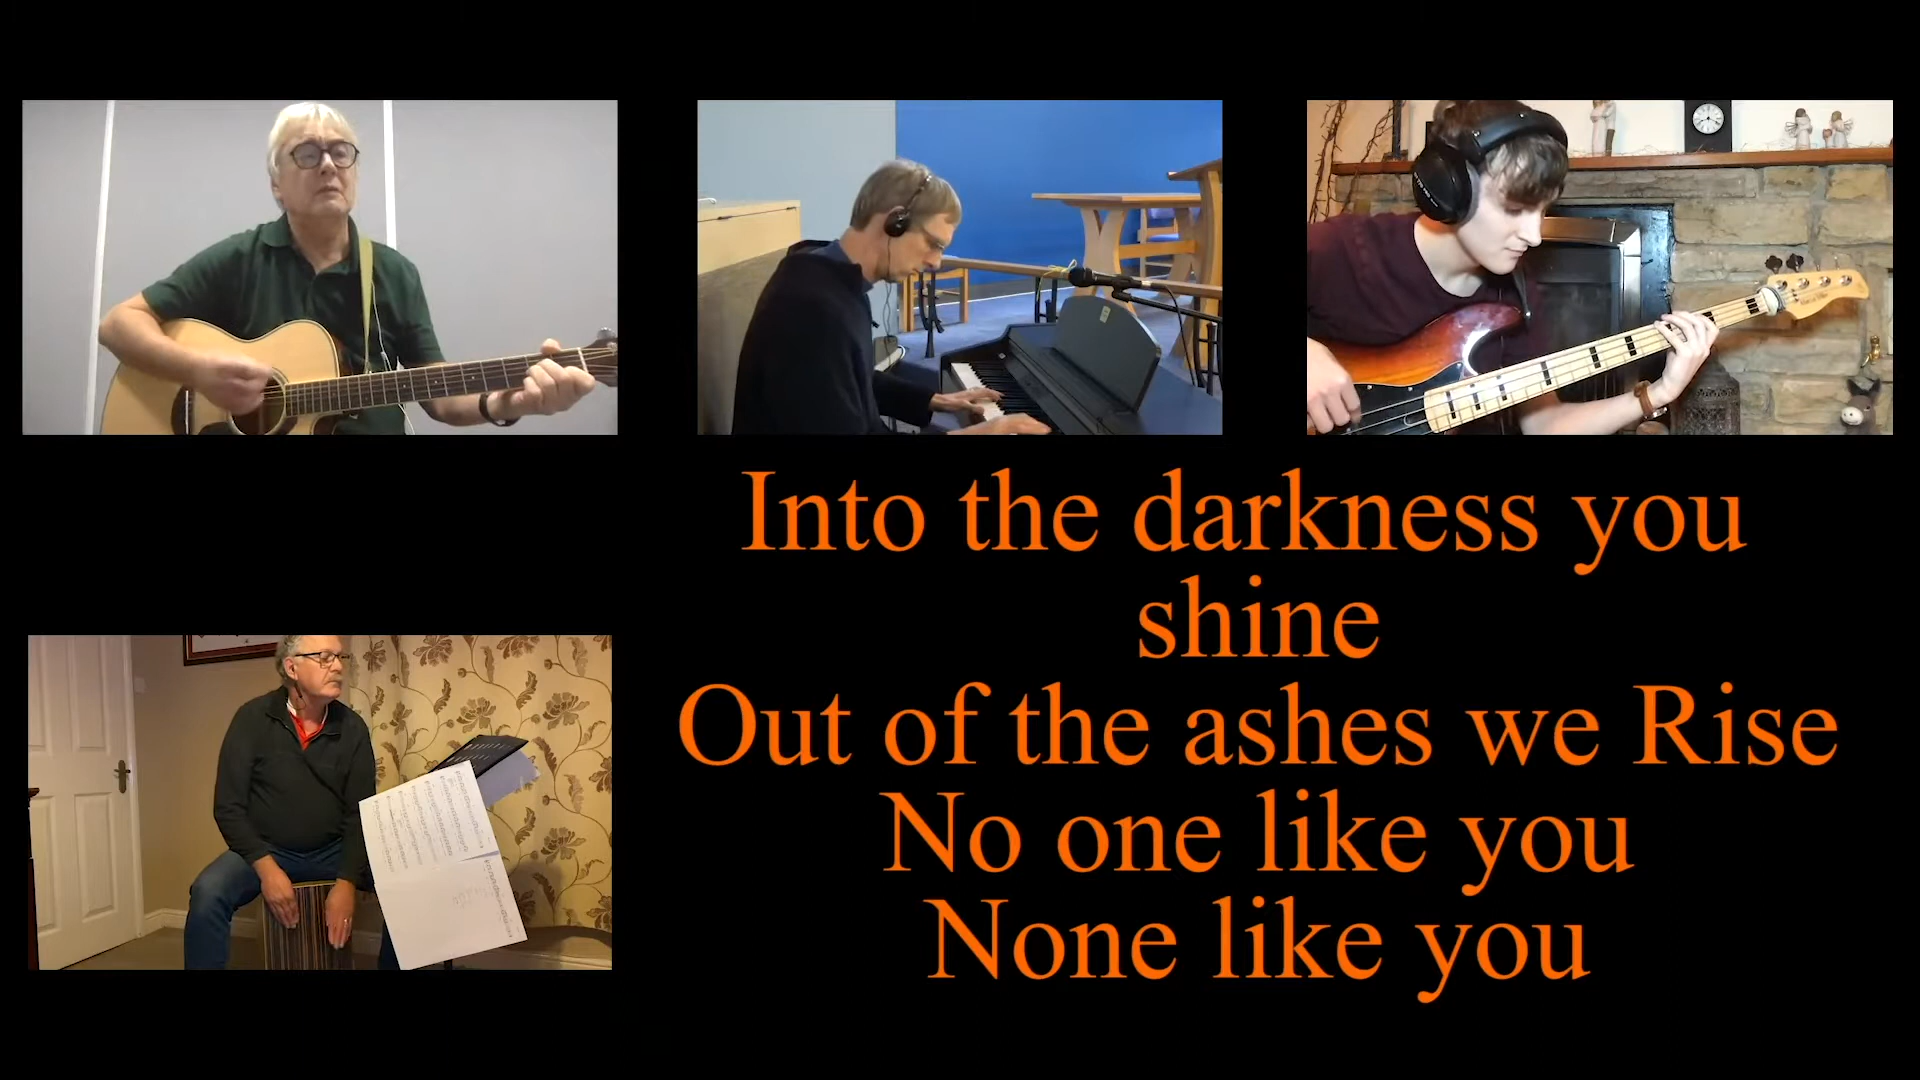 Into the darkness you
shine
Out of the ashes we Rise
No one like you
None like you